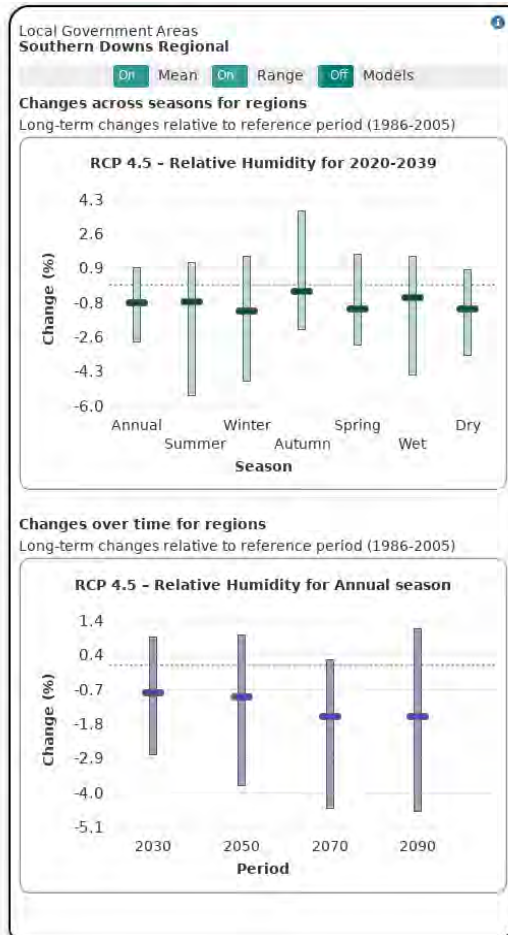 Local Government Areas
Southern Downs Regional
On Mean On Range Off Models
Changes across seasons for regions
Long-term changes relative to reference period (1986-2005)
RCP 4.5 – Relative Humidity for 2020-2039
4.3
2.6
0.9
-0.8
-2.6
-4.3
-6.0
Change (%)
Annual Winter Spring Dry
Summer Autumn Wet
Season
Changes over time for regions
Long-term changes relative to reference period (1986-2005)
RCP 4.5 – Relative Humidity for Annual season
1.4
0.4
-0.7
-1.8
-2.9
-4.0
-5.1
Change (%)
2030 2050 2070 2090
Period